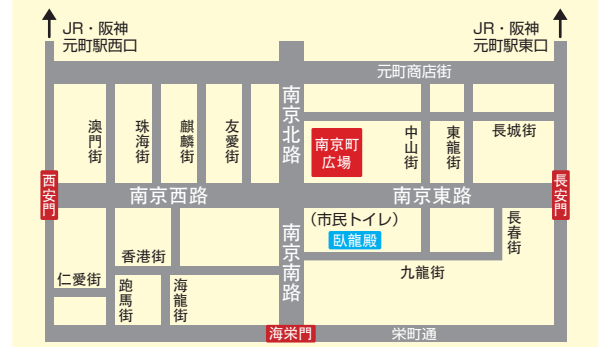 JR・阪神
元町駅西口
JR・阪神
元町駅東口
元町商店街
澳門街
珠海街
麒麟街
友愛街
南京北路
南京町
広場
中山街
東龍街
長城街
西安門
南京西路
南京東路
長安門
(市民トイレ)
臥龍殿
長春街
南京南路
香港街
九龍街
仁愛街
跑馬街
海龍街
海栄門
栄町通